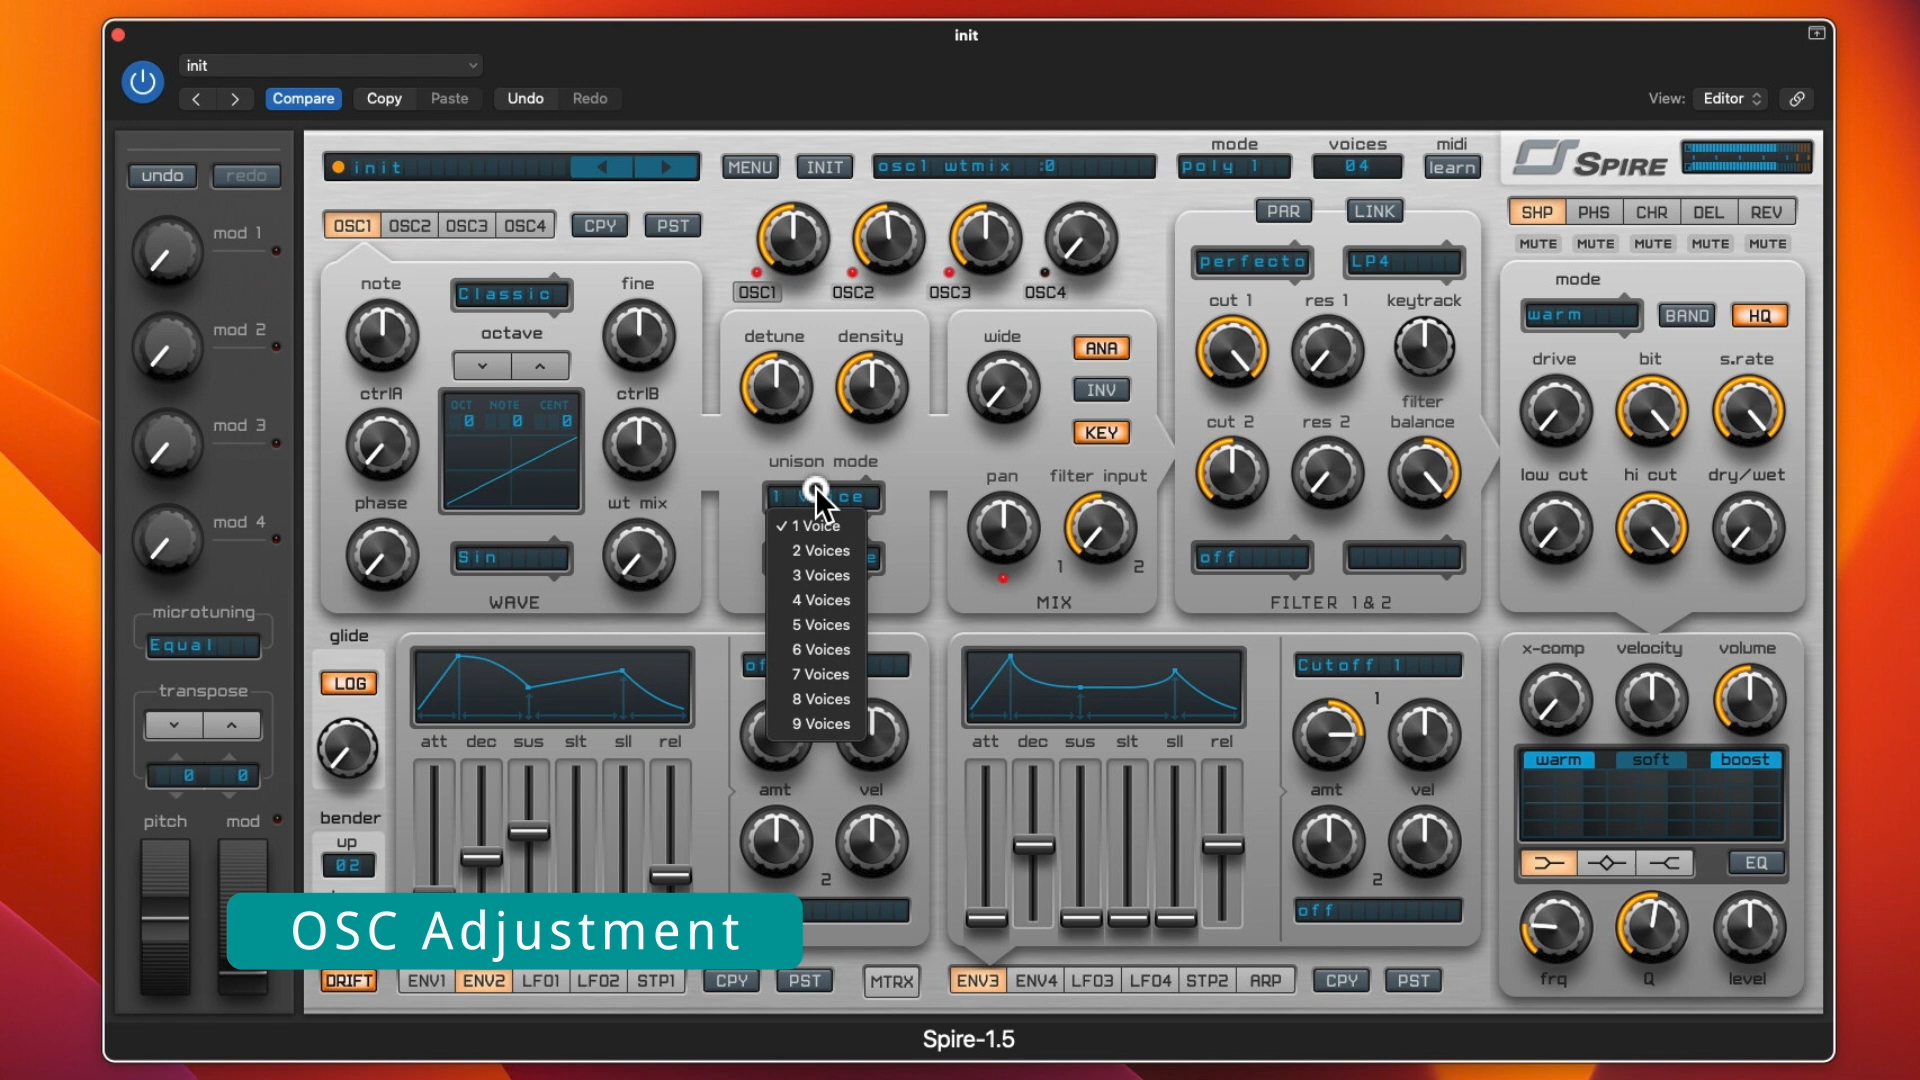 init
init
Compare
Copy
Paste
Undo
Redo
View:
Editor
undo
redo
mod 1
mod 2
mod 3
mod 4
microtuning
Equal
transpose
0 0
pitch
mod
init
MENU
INIT
osc1 wtmix :0
mode
poly 1
voices
04
midi
learn
SPIRE
OSC1 OSC2 OSC3 OSC4
CPY
PST
note
Classic
fine
octave
ctrlA
ctrlB
OCT NOTE CENT
0 0 0
phase
wt mix
Sin
WAVE
OSC1
OSC2
OSC3
OSC4
detune
density
unison mode
✓ 1 Voice
2 Voices
3 Voices
4 Voices
5 Voices
6 Voices
7 Voices
8 Voices
9 Voices
wide
ANA
INV
KEY
pan
filter input
1 2
MIX
PAR
LINK
perfecto
LP4
cut 1
res 1
keytrack
cut 2
res 2
filter
balance
off
FILTER 1&2
SHP PHS CHR DEL REV
MUTE MUTE MUTE MUTE MUTE
mode
warm
BAND
HQ
drive
bit
s.rate
low cut
hi cut
dry/wet
glide
LOG
bender
up
02
DRIFT
att dec sus slt sll rel
amt
vel
2
ENV1 ENV2 LFO1 LFO2 STP1
CPY
PST
MTRX
att dec sus slt sll rel
Cutoff 1
1
amt
vel
2
off
ENV3 ENV4 LFO3 LFO4 STP2 ARP
CPY
PST
x-comp
velocity
volume
warm
soft
boost
EQ
frq
Q
level
OSC Adjustment
Spire-1.5